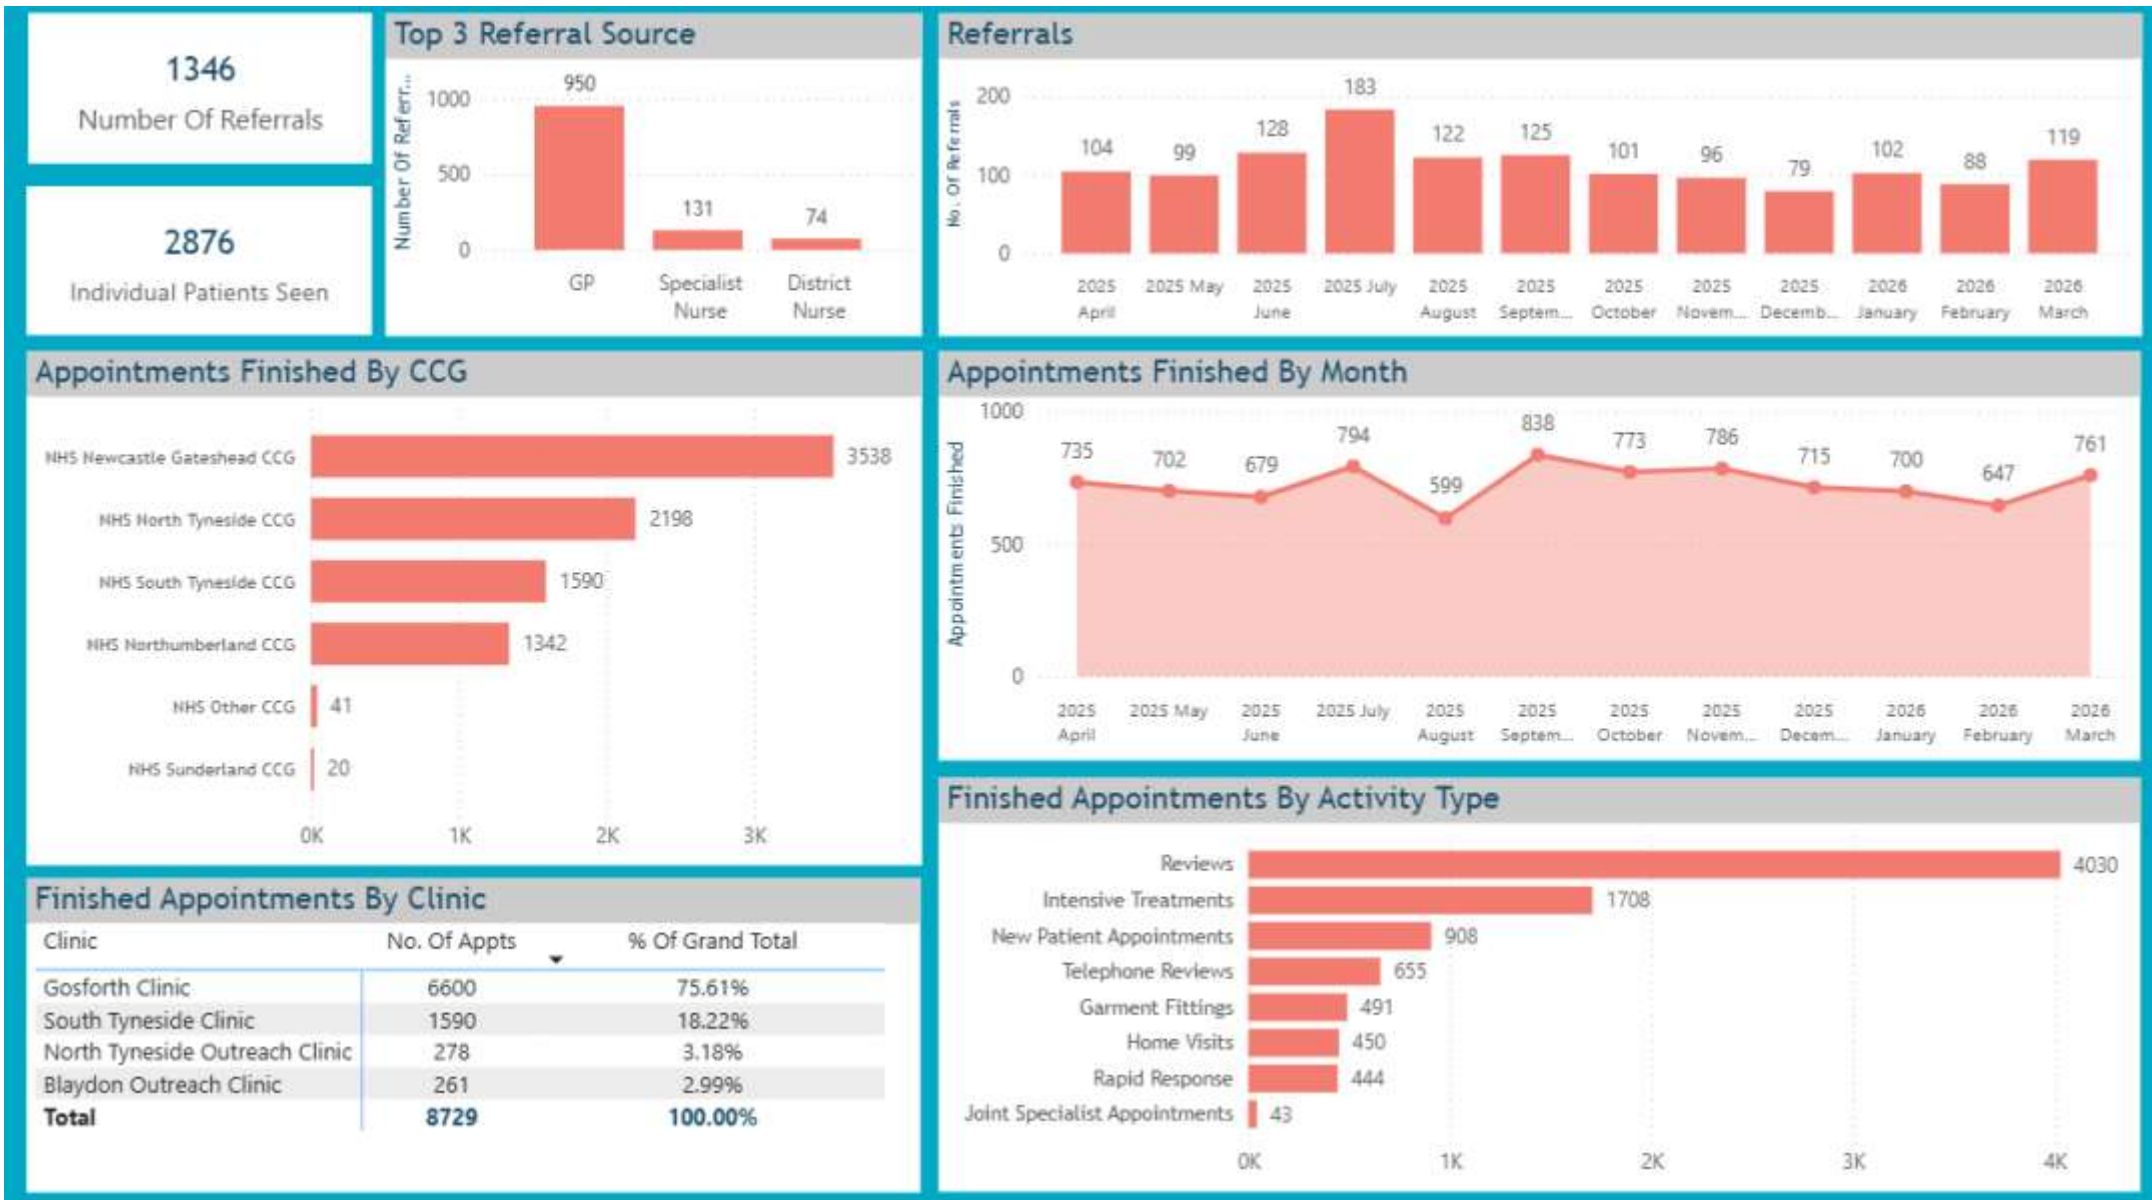 1346
Number Of Referrals
2876
Individual Patients Seen
Top 3 Referral Source
Number Of Referr...
1000
500
0
950
131
74
GP
Specialist
Nurse
District
Nurse
Referrals
No. Of Referrals
200
100
0
104
99
128
183
122
125
101
96
79
102
88
119
2025
April
2025 May
2025
June
2025 July
2025
August
2025
Septem...
2025
October
2025
Novem...
2025
Decemb...
2026
January
2026
February
2026
March
Appointments Finished By CCG
NHS Newcastle Gateshead CCG
3538
NHS North Tyneside CCG
2198
NHS South Tyneside CCG
1590
NHS Northumberland CCG
1342
NHS Other CCG
41
NHS Sunderland CCG
20
0K
1K
2K
3K
Appointments Finished By Month
Appointments Finished
1000
500
0
735
702
679
794
599
838
773
786
715
700
647
761
2025
April
2025 May
2025
June
2025 July
2025
August
2025
Septem...
2025
October
2025
Novem...
2025
Decem...
2026
January
2026
February
2026
March
Finished Appointments By Clinic
Clinic No. Of Appts % Of Grand Total
Gosforth Clinic 6600 75.61%
South Tyneside Clinic 1590 18.22%
North Tyneside Outreach Clinic 278 3.18%
Blaydon Outreach Clinic 261 2.99%
Total 8729 100.00%
Finished Appointments By Activity Type
Reviews 4030
Intensive Treatments 1708
New Patient Appointments 908
Telephone Reviews 655
Garment Fittings 491
Home Visits 450
Rapid Response 444
Joint Specialist Appointments 43
0K
1K
2K
3K
4K